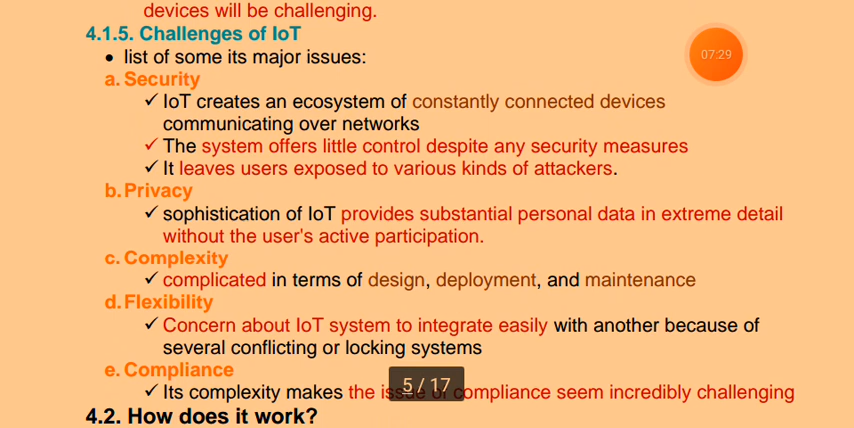 devices will be challenging.
4.1.5. Challenges of IoT
• list of some its major issues:
a. Security
✓ IoT creates an ecosystem of constantly connected devices
communicating over networks
✓ The system offers little control despite any security measures
✓ It leaves users exposed to various kinds of attackers.
b. Privacy
✓ sophistication of IoT provides substantial personal data in extreme detail
without the user's active participation.
c. Complexity
✓ complicated in terms of design, deployment, and maintenance
d. Flexibility
✓ Concern about IoT system to integrate easily with another because of
several conflicting or locking systems
e. Compliance
✓ Its complexity makes the issue of compliance seem incredibly challenging
4.2. How does it work?
07:29
5 / 17